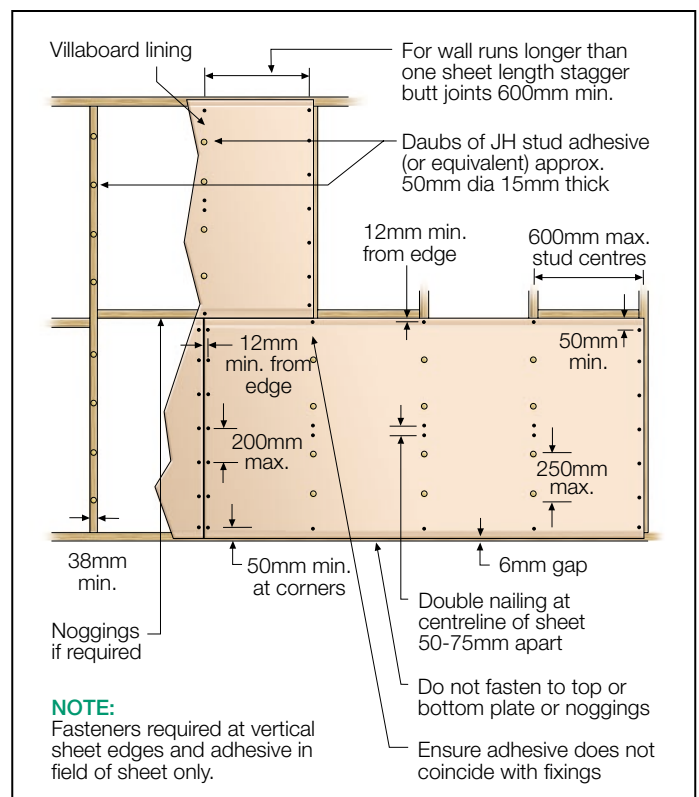 Villaboard lining
For wall runs longer than
one sheet length stagger
butt joints 600mm min.
Daubs of JH stud adhesive
(or equivalent) approx.
50mm dia 15mm thick
12mm min.
from edge
600mm max.
stud centres
12mm
min. from
edge
50mm
min.
200mm
max.
250mm
max.
38mm
min.
50mm min.
at corners
6mm gap
Double nailing at
centreline of sheet
50-75mm apart
Noggings
if required
Do not fasten to top or
bottom plate or noggings
NOTE:
Fasteners required at vertical
sheet edges and adhesive in
field of sheet only.
Ensure adhesive does not
coincide with fixings